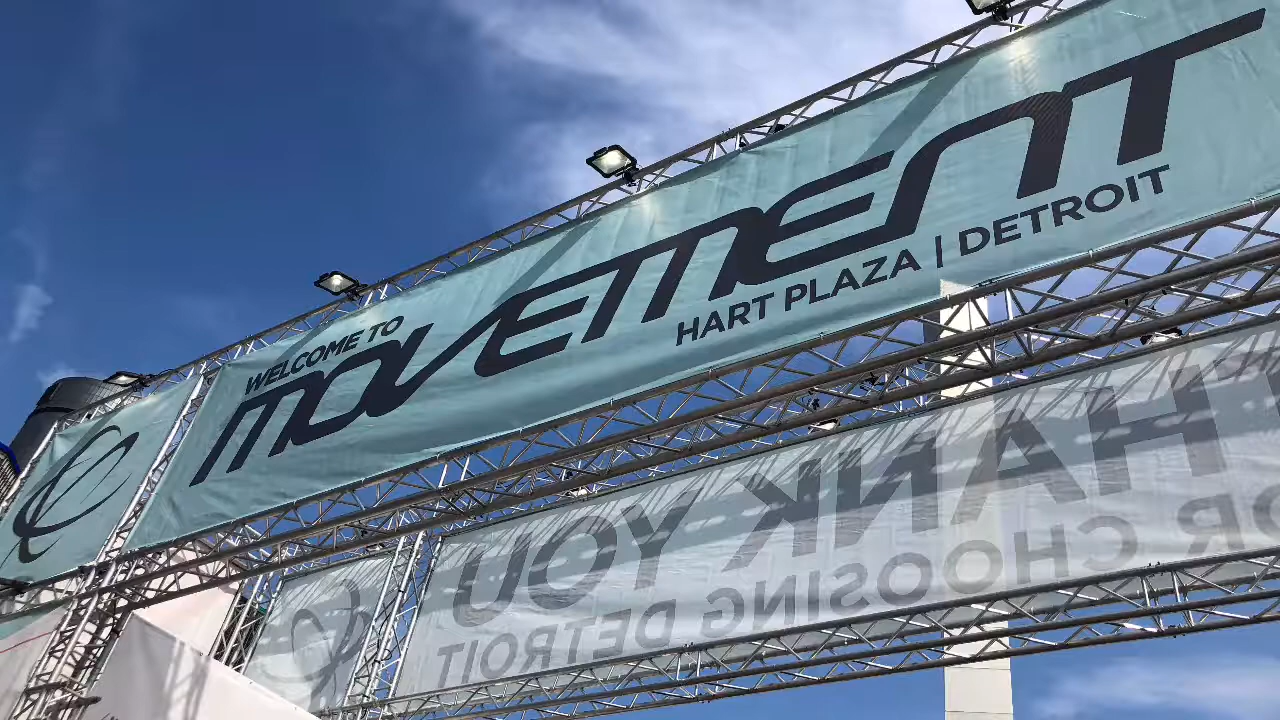 WELCOME TO
MOVEMENT
HART PLAZA | DETROIT
HANK YOU
OR CHOOSING DETROIT